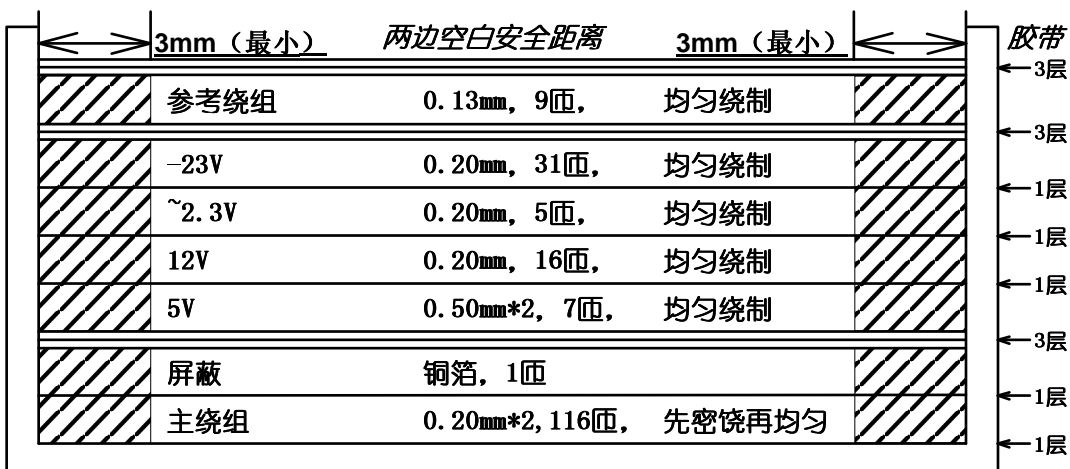 3mm（最小） 两边空白安全距离 3mm（最小） 胶带
3层
参考绕组 0.13mm, 9匝, 均匀绕制
3层
-23V 0.20mm, 31匝, 均匀绕制
1层
~2.3V 0.20mm, 5匝, 均匀绕制
1层
12V 0.20mm, 16匝, 均匀绕制
1层
5V 0.50mm*2, 7匝, 均匀绕制
3层
屏蔽 铜箔, 1匝
1层
主绕组 0.20mm*2,116匝, 先密饶再均匀
1层